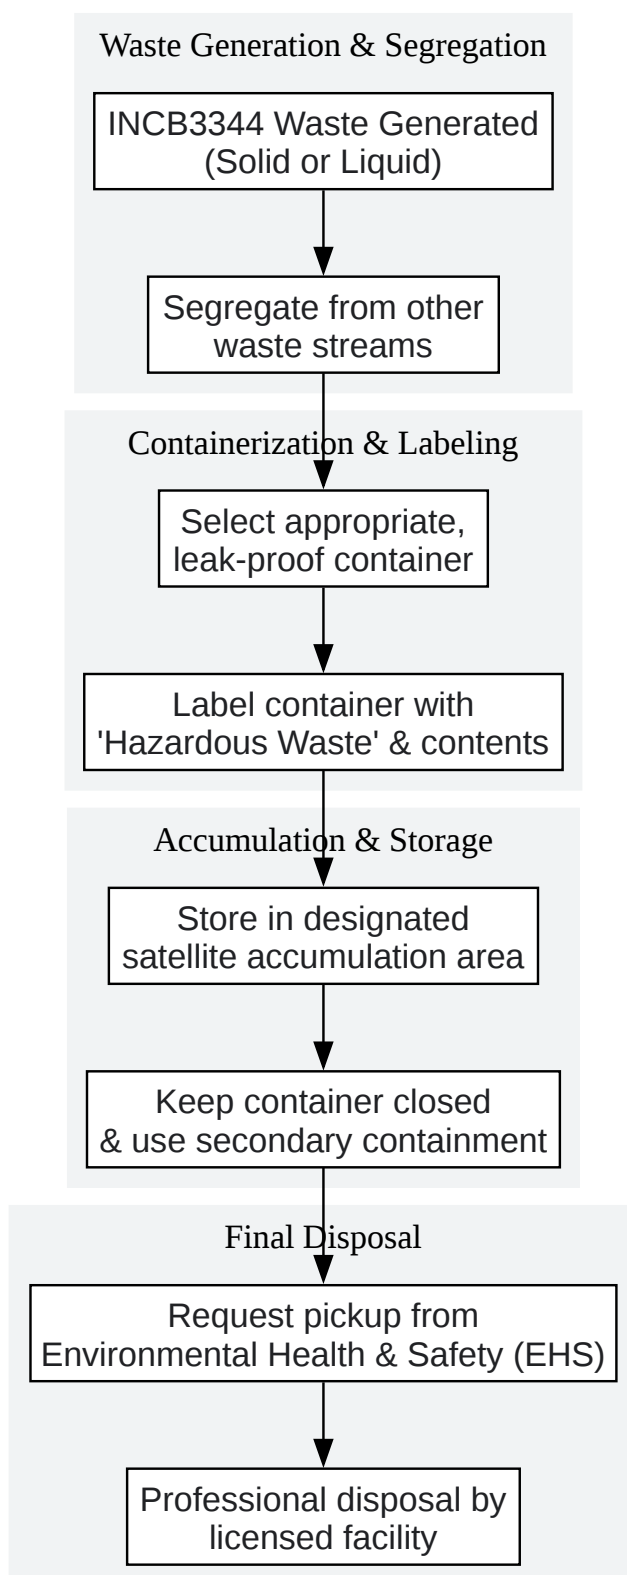 Waste Generation & Segregation
INCB3344 Waste Generated
(Solid or Liquid)
Segregate from other
waste streams
Containerization & Labeling
Select appropriate,
leak-proof container
Label container with
'Hazardous Waste' & contents
Accumulation & Storage
Store in designated
satellite accumulation area
Keep container closed
& use secondary containment
Final Disposal
Request pickup from
Environmental Health & Safety (EHS)
Professional disposal by
licensed facility